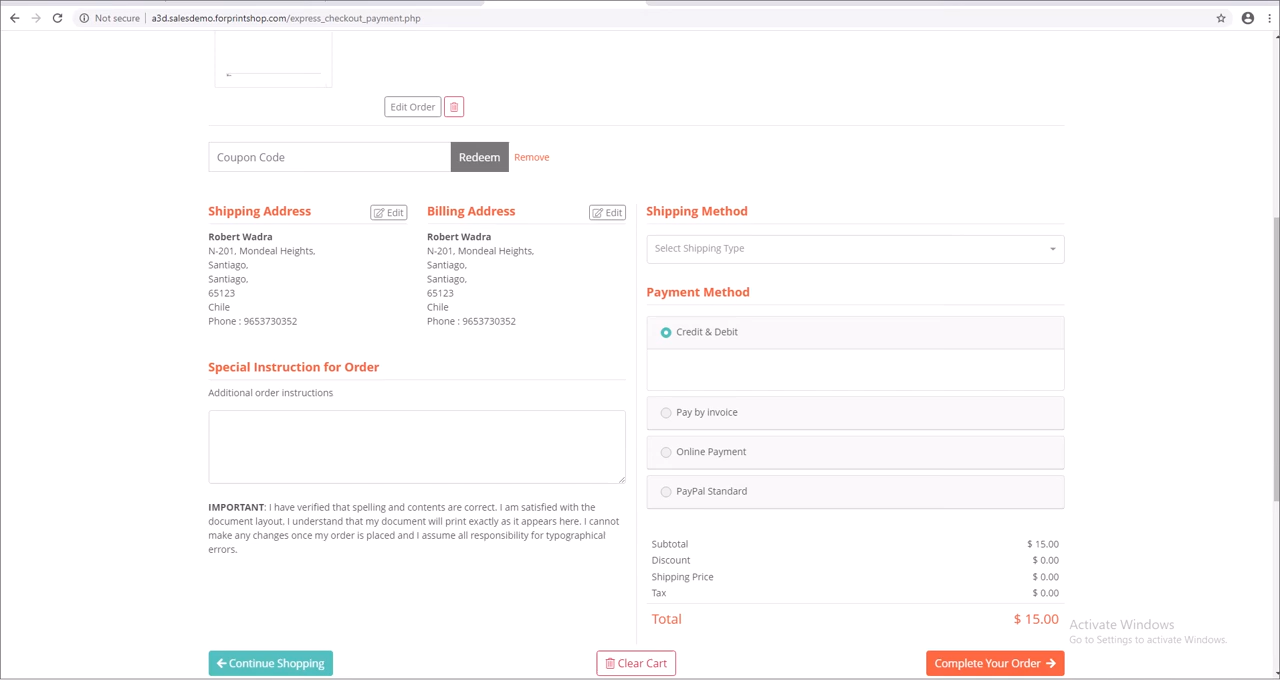 Not secure | a3d.salesdemo.forprintshop.com/express_checkout_payment.php
Edit Order
Coupon Code
Redeem
Remove
Shipping Address
Edit
Robert Wadra
N-201, Mondeal Heights,
Santiago,
Santiago,
65123
Chile
Phone : 9653730352
Billing Address
Edit
Robert Wadra
N-201, Mondeal Heights,
Santiago,
Santiago,
65123
Chile
Phone : 9653730352
Special Instruction for Order
Additional order instructions
IMPORTANT: I have verified that spelling and contents are correct. I am satisfied with the
document layout. I understand that my document will print exactly as it appears here. I cannot
make any changes once my order is placed and I assume all responsibility for typographical
errors.
Shipping Method
Select Shipping Type
Payment Method
Credit & Debit
Pay by invoice
Online Payment
PayPal Standard
Subtotal $ 15.00
Discount $ 0.00
Shipping Price $ 0.00
Tax $ 0.00
Total $ 15.00
Activate Windows
Go to Settings to activate Windows.
Continue Shopping
Clear Cart
Complete Your Order